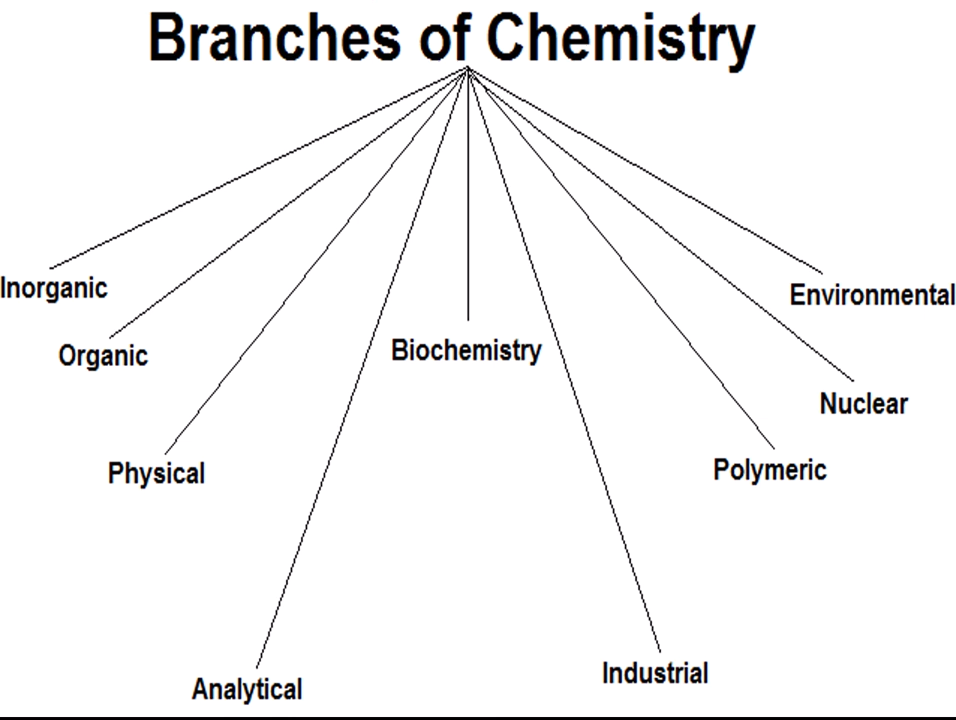 Branches of Chemistry
Inorganic
Environmental
Organic
Biochemistry
Nuclear
Physical
Polymeric
Analytical
Industrial